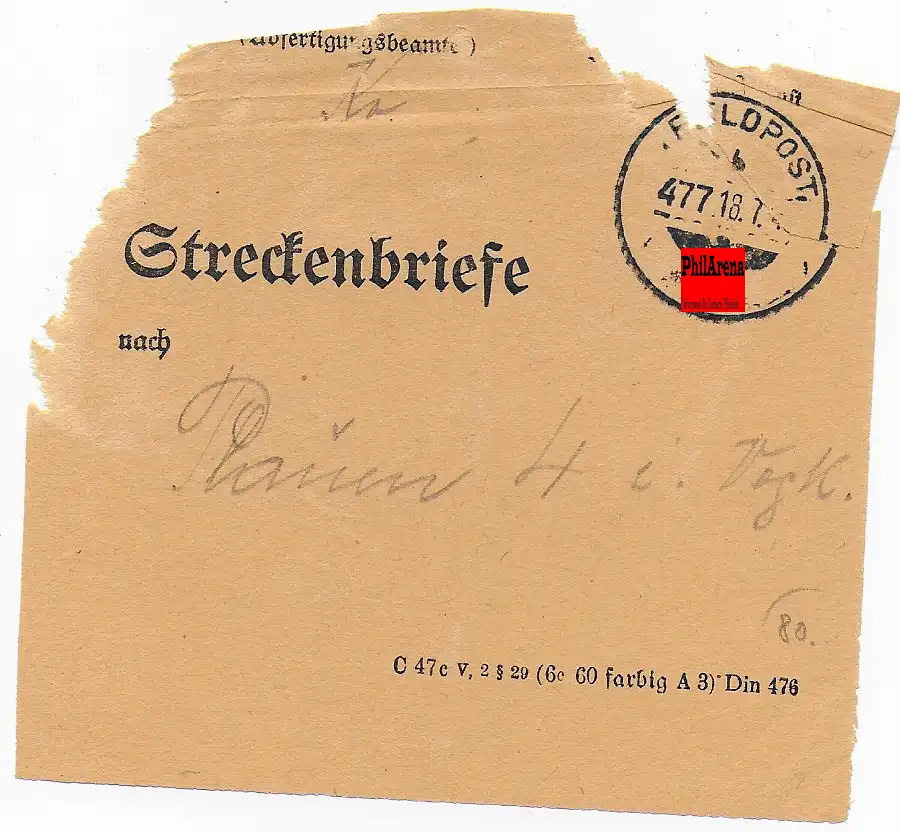 (Abfertigungsbeamte)
FELDPOST
b
477.18.7.
PhilArena
Streckenbriefe
nach
Plauen 4 i. Vogtl.
80.
C 47c V, 2 § 29 (6c 60 farbig A 3) Din 476